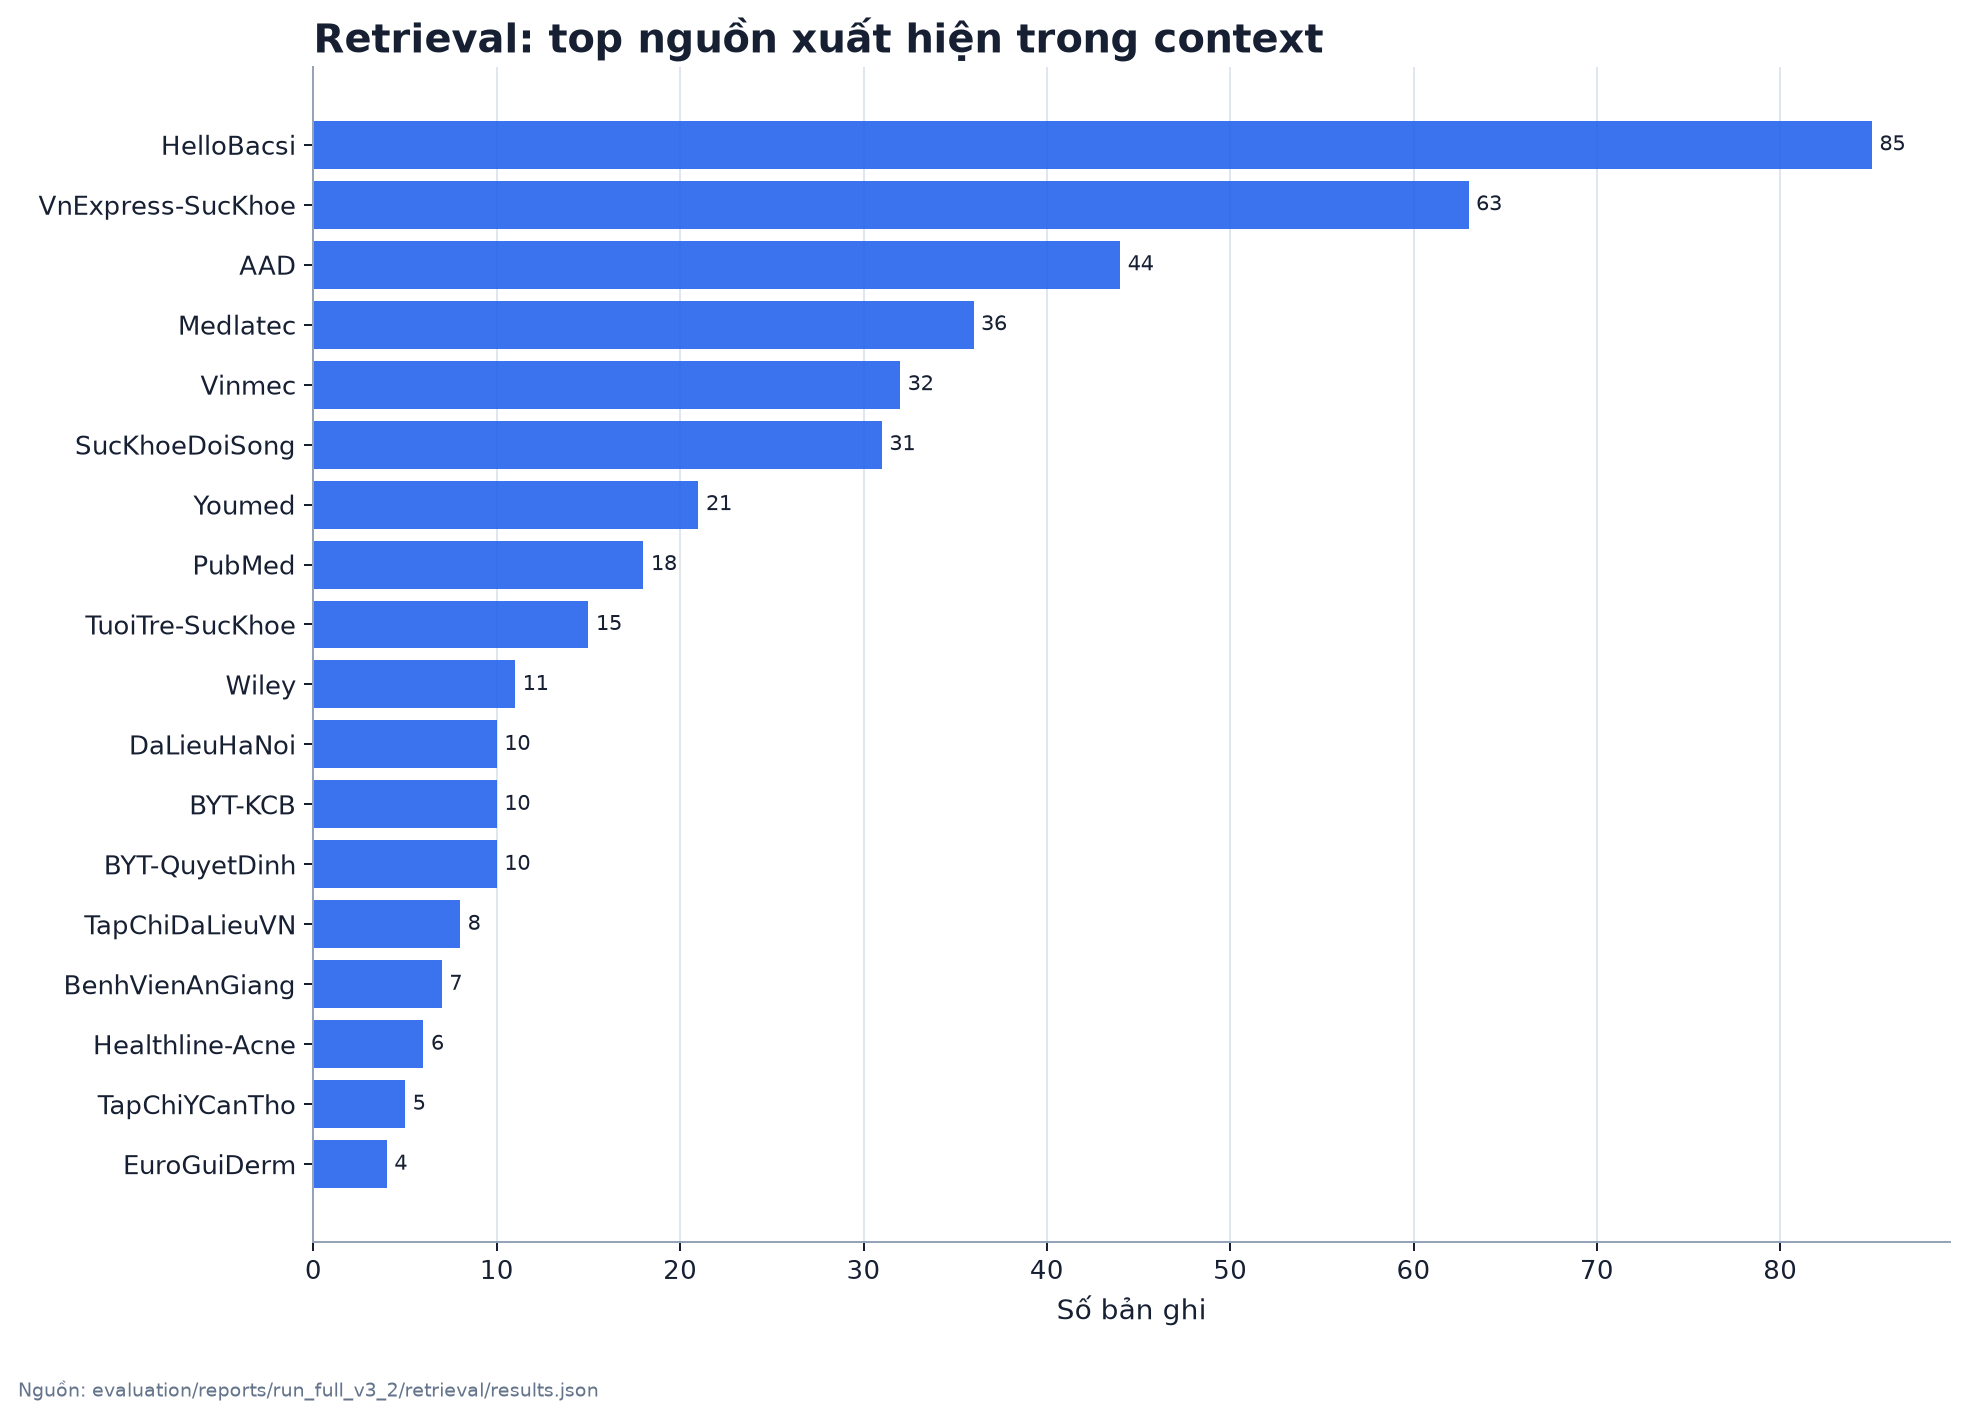 Retrieval: top nguồn xuất hiện trong context
HelloBacsi 85
VnExpress-SucKhoe 63
AAD 44
Medlatec 36
Vinmec 32
SucKhoeDoiSong 31
Youmed 21
PubMed 18
TuoiTre-SucKhoe 15
Wiley 11
DaLieuHaNoi 10
BYT-KCB 10
BYT-QuyetDinh 10
TapChiDaLieuVN 8
BenhVienAnGiang 7
Healthline-Acne 6
TapChiYCanTho 5
EuroGuiDerm 4
0 10 20 30 40 50 60 70 80
Số bản ghi
Nguồn: evaluation/reports/run_full_v3_2/retrieval/results.json